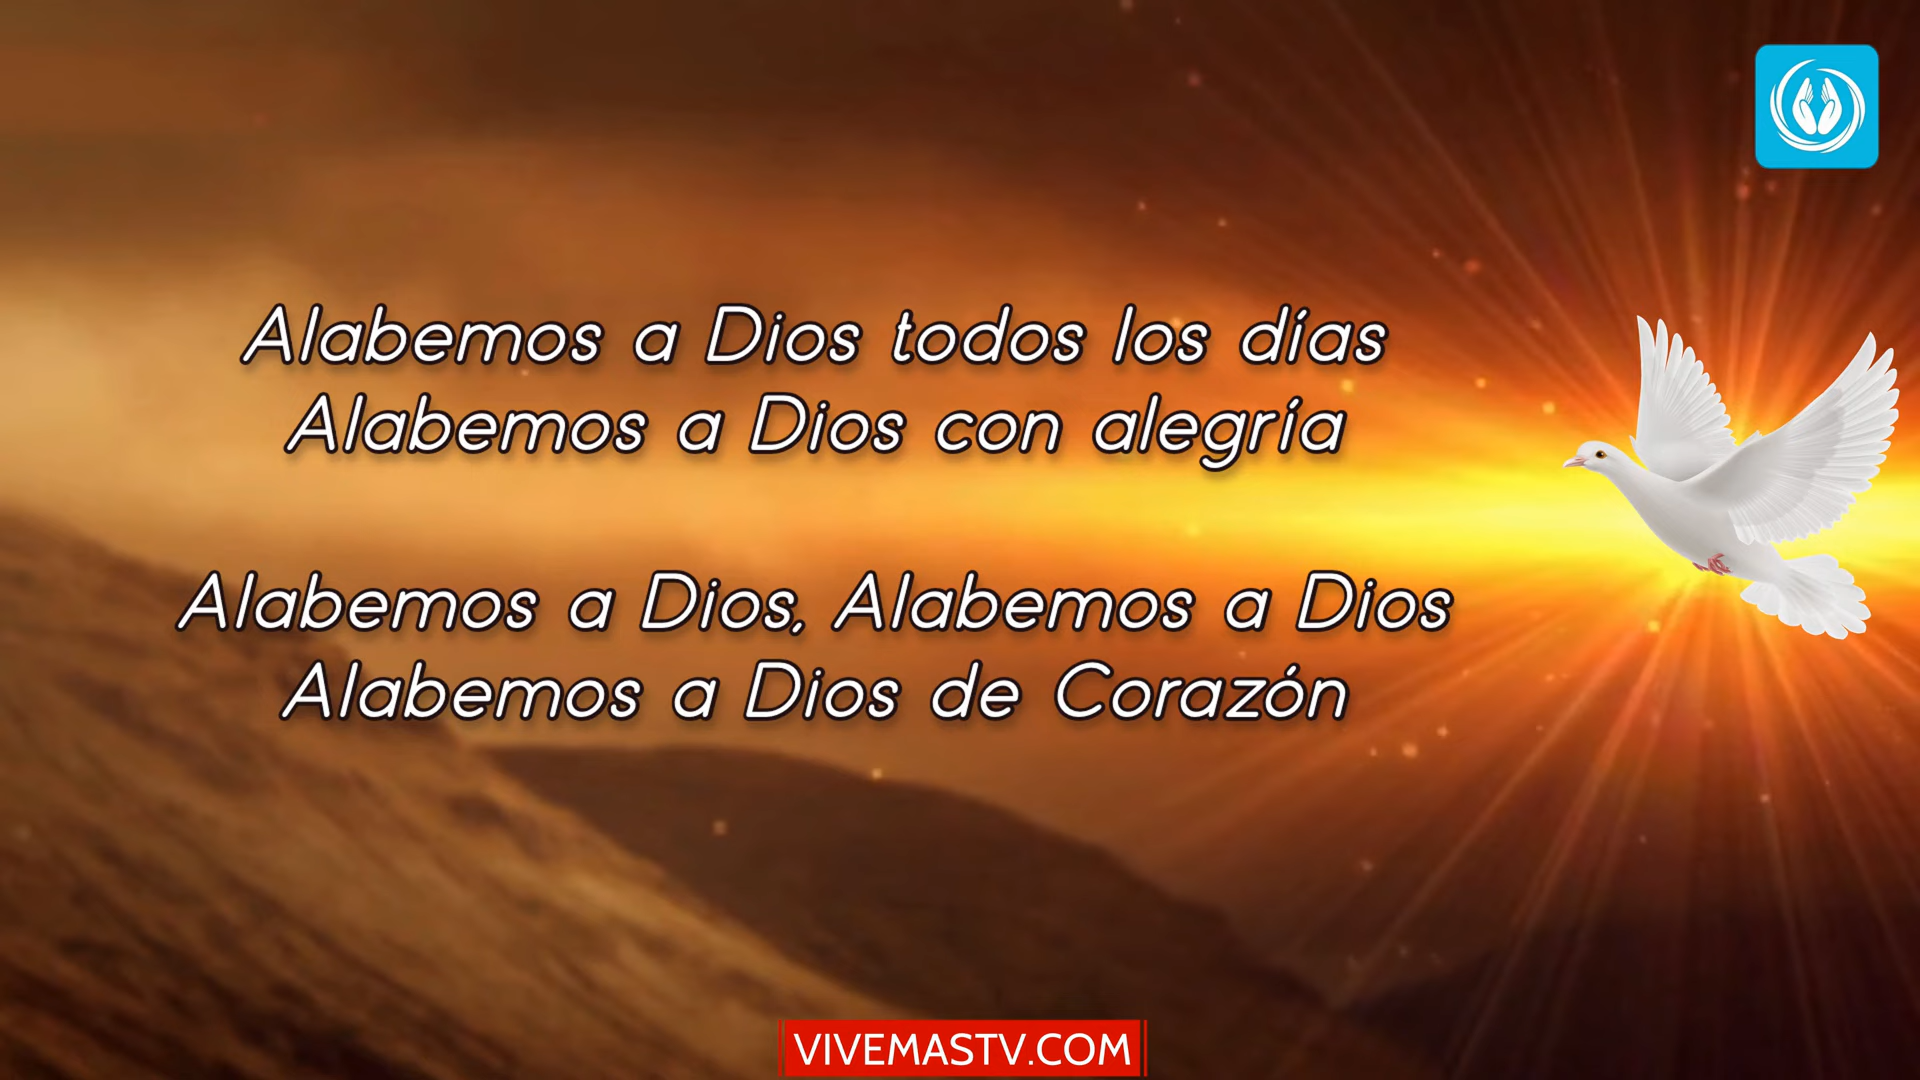 Alabemos a Dios todos los días
Alabemos a Dios con alegría
Alabemos a Dios, Alabemos a Dios
Alabemos a Dios de Corazón
VIVEMASTV.COM